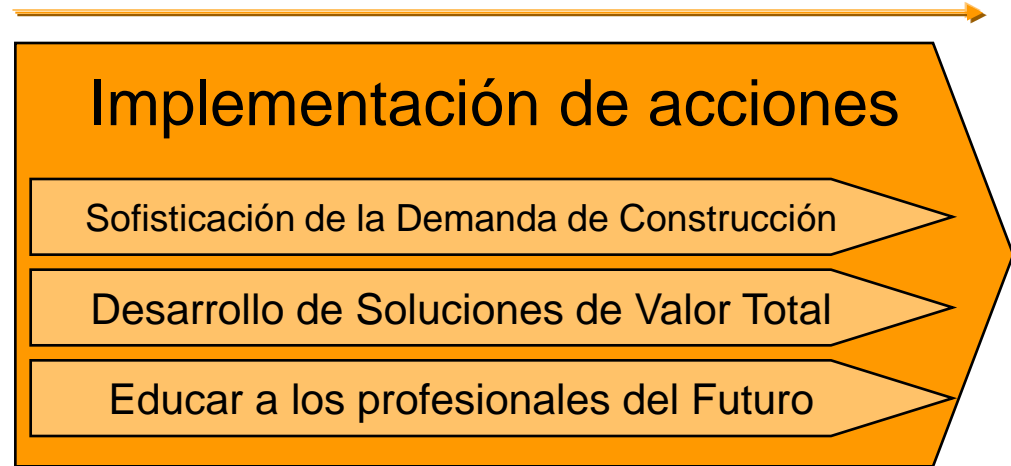 Implementación de acciones
Sofisticación de la Demanda de Construcción
Desarrollo de Soluciones de Valor Total
Educar a los profesionales del Futuro